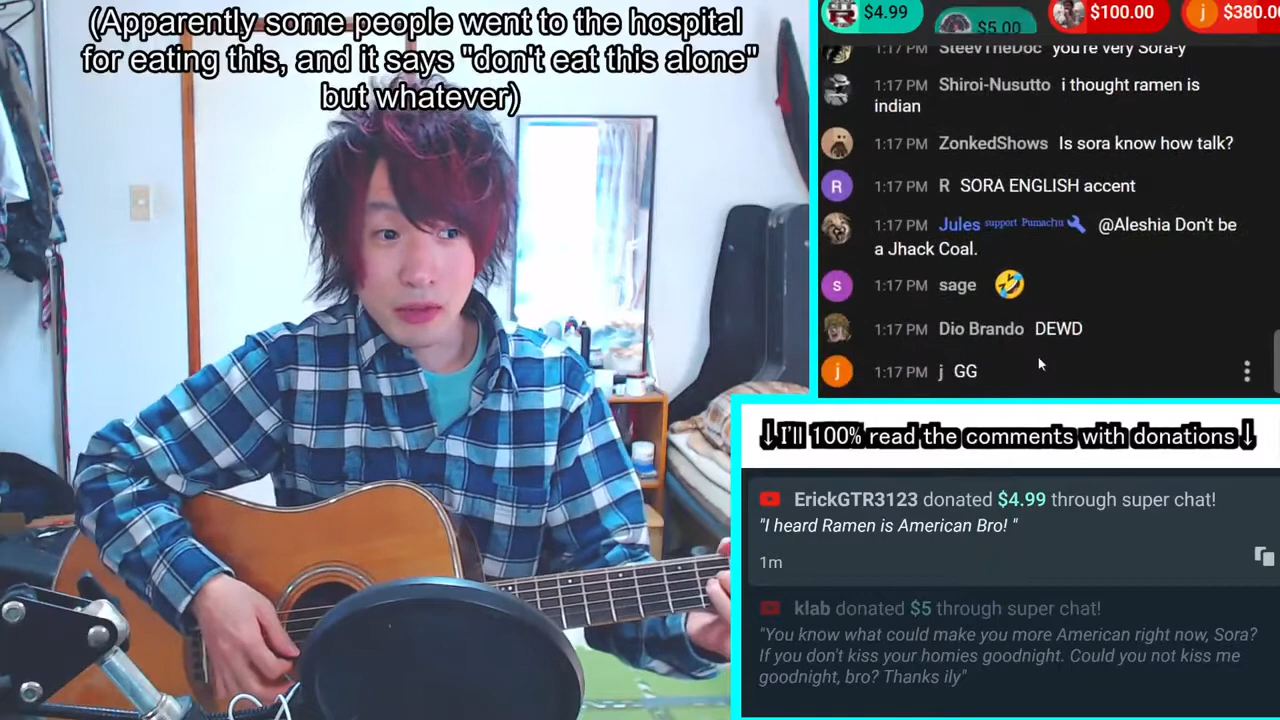 (Apparently some people went to the hospital
for eating this, and it says "don't eat this alone"
but whatever)
$4.99
$5.00
$100.00
j $380.0
1:17 PM SteevTheDoc you're very Sora-y
1:17 PM Shiroi-Nusutto i thought ramen is
indian
1:17 PM ZonkedShows Is sora know how talk?
R 1:17 PM R SORA ENGLISH accent
1:17 PM Jules support Pumachu @Aleshia Don't be
a Jhack Coal.
S 1:17 PM sage 🤣
1:17 PM Dio Brando DEWD
j 1:17 PM j GG
↓I'll 100% read the comments with donations↓
ErickGTR3123 donated $4.99 through super chat!
"I heard Ramen is American Bro! "
1m
klab donated $5 through super chat!
"You know what could make you more American right now, Sora?
If you don't kiss your homies goodnight. Could you not kiss me
goodnight, bro? Thanks ily"